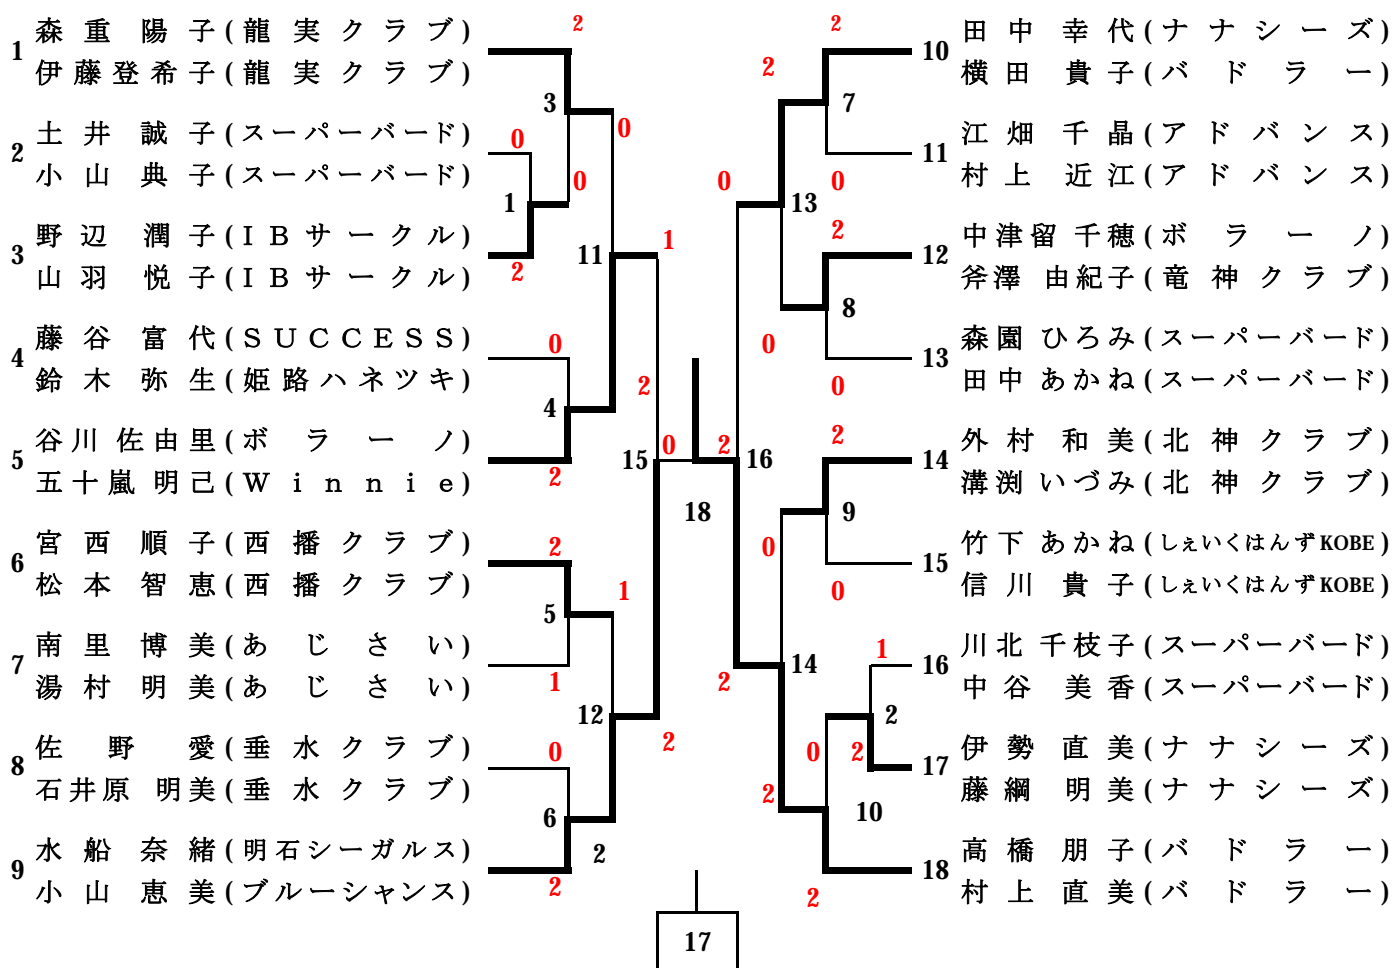 1 森重陽子(龍実クラブ)
伊藤登希子(龍実クラブ)
2 土井誠子(スーパーバード)
小山典子(スーパーバード)
3 野辺潤子(IBサークル)
山羽悦子(IBサークル)
4 藤谷富代(SUCCESS)
鈴木弥生(姫路ハネツキ)
5 谷川佐由里(ボラーノ)
五十嵐明己(Winnie)
6 宮西順子(西播クラブ)
松本智恵(西播クラブ)
7 南里博美(あじさい)
湯村明美(あじさい)
8 佐野愛(垂水クラブ)
石井原明美(垂水クラブ)
9 水船奈緒(明石シーガルス)
小山恵美(ブルーシャンス)
2
3
0
0
0
1
2
11
1
0
4
2
2
15
0
2
5
1
1
12
2
0
6
2
2
18
17
2
2
7
0
0
13
2
8
0
0
2
16
2
9
0
0
14
2
1
2
0
2
2
10
2
10 田中幸代(ナナシーズ)
横田貴子(バドラー)
11 江畑千晶(アドバンス)
村上近江(アドバンス)
12 中津留千穂(ボラーノ)
斧澤由紀子(竜神クラブ)
13 森園ひろみ(スーパーバード)
田中あかね(スーパーバード)
14 外村和美(北神クラブ)
溝渕いづみ(北神クラブ)
15 竹下あかね(しぇいくはんずKOBE)
信川貴子(しぇいくはんずKOBE)
16 川北千枝子(スーパーバード)
中谷美香(スーパーバード)
17 伊勢直美(ナナシーズ)
藤綱明美(ナナシーズ)
18 高橋朋子(バドラー)
村上直美(バドラー)